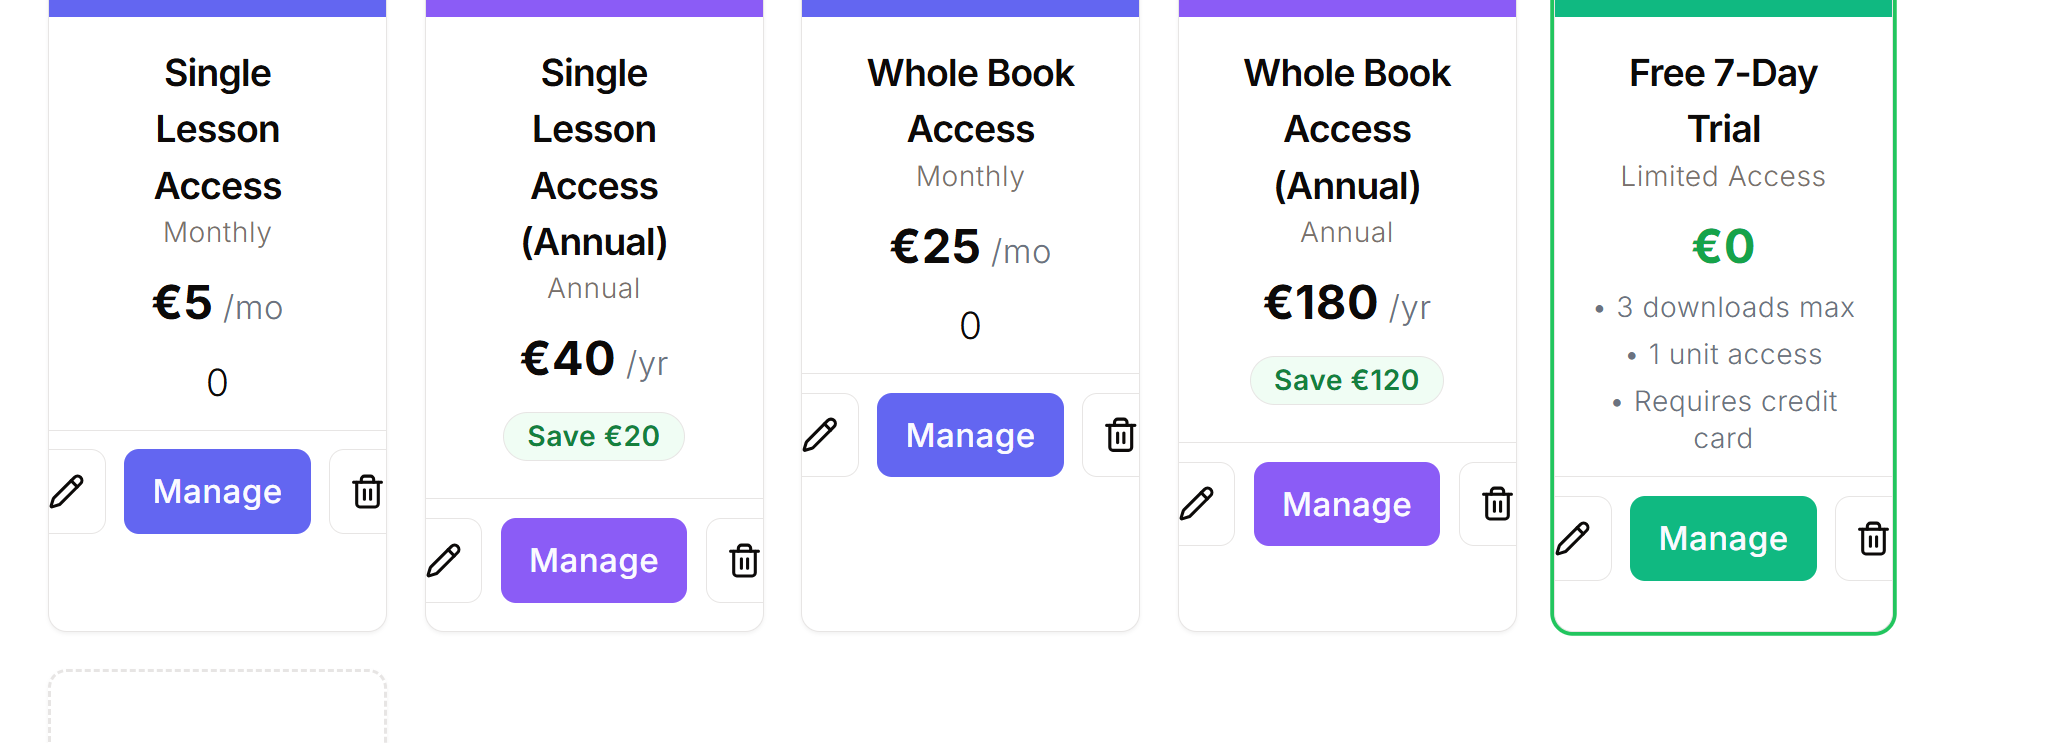 Single
Lesson
Access
Monthly
€5 /mo
0
Manage
Single
Lesson
Access
(Annual)
Annual
€40 /yr
Save €20
Manage
Whole Book
Access
Monthly
€25 /mo
0
Manage
Whole Book
Access
(Annual)
Annual
€180 /yr
Save €120
Manage
Free 7-Day
Trial
Limited Access
€0
• 3 downloads max
• 1 unit access
• Requires credit
card
Manage